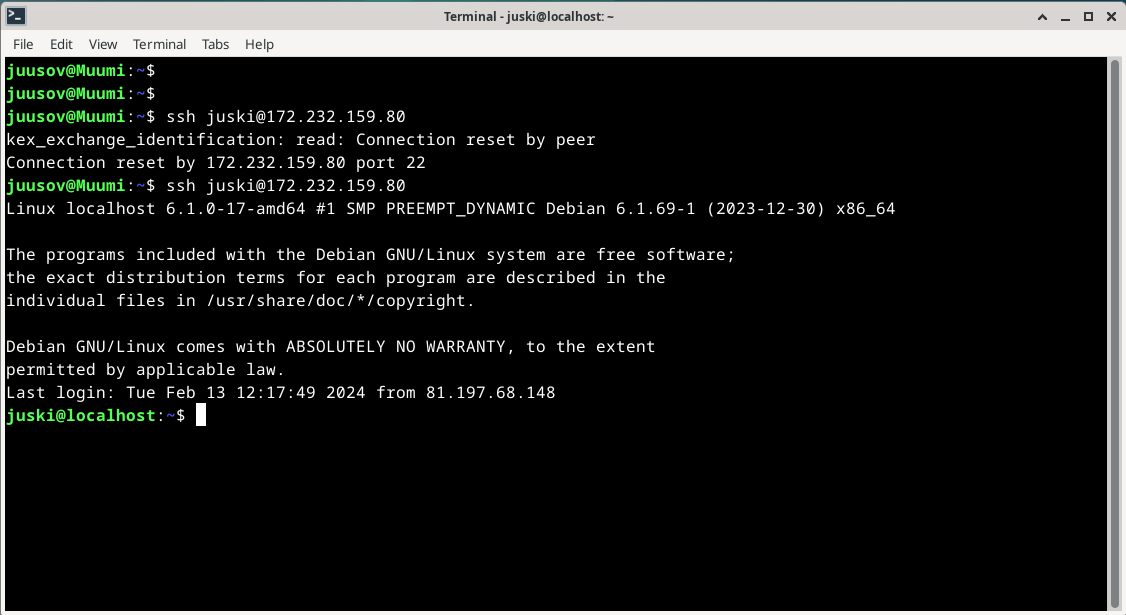 Terminal - juski@localhost: ~
File Edit View Terminal Tabs Help
juusov@Muumi:~$
juusov@Muumi:~$
juusov@Muumi:~$ ssh juski@172.232.159.80
kex_exchange_identification: read: Connection reset by peer
Connection reset by 172.232.159.80 port 22
juusov@Muumi:~$ ssh juski@172.232.159.80
Linux localhost 6.1.0-17-amd64 #1 SMP PREEMPT_DYNAMIC Debian 6.1.69-1 (2023-12-30) x86_64
The programs included with the Debian GNU/Linux system are free software;
the exact distribution terms for each program are described in the
individual files in /usr/share/doc/*/copyright.
Debian GNU/Linux comes with ABSOLUTELY NO WARRANTY, to the extent
permitted by applicable law.
Last login: Tue Feb 13 12:17:49 2024 from 81.197.68.148
juski@localhost:~$